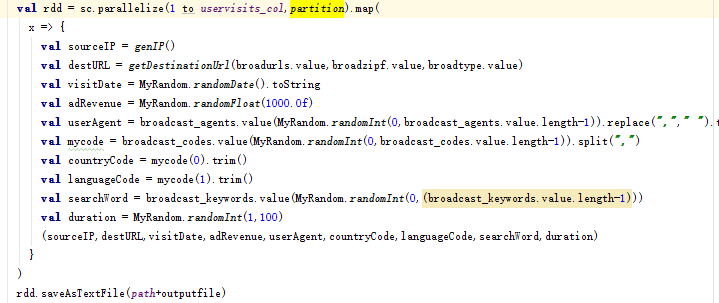 val rdd = sc.parallelize(1 to uservisits_col,partition).map(
x => {
val sourceIP = genIP()
val destURL = getDestinationUrl(broadurls.value,broadzipf.value,broadtype.value)
val visitDate = MyRandom.randomDate().toString
val adRevenue = MyRandom.randomFloat(1000.0f)
val userAgent = broadcast_agents.value(MyRandom.randomInt(0,broadcast_agents.value.length-1)).replace(","," ").
val mycode = broadcast_codes.value(MyRandom.randomInt(0,broadcast_codes.value.length-1)).split(",")
val countryCode = mycode(0).trim()
val languageCode = mycode(1).trim()
val searchWord = broadcast_keywords.value(MyRandom.randomInt(0,(broadcast_keywords.value.length-1)))
val duration = MyRandom.randomInt(1,100)
(sourceIP,destURL,visitDate,adRevenue,userAgent,countryCode,languageCode,searchWord,duration)
}
)
rdd.saveAsTextFile(path+outputfile)